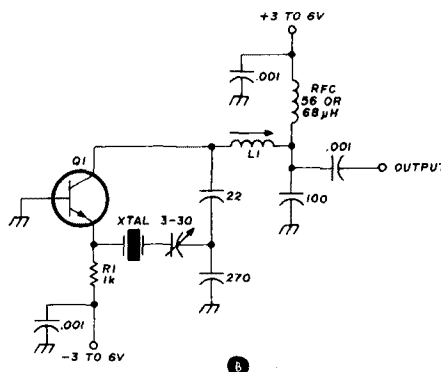 +3 TO 6V
.001
RFC
56 OR
68μH
Q1
L1
.001
OUTPUT
XTAL
3-30
22
100
R1
1k
270
.001
-3 TO 6V
B